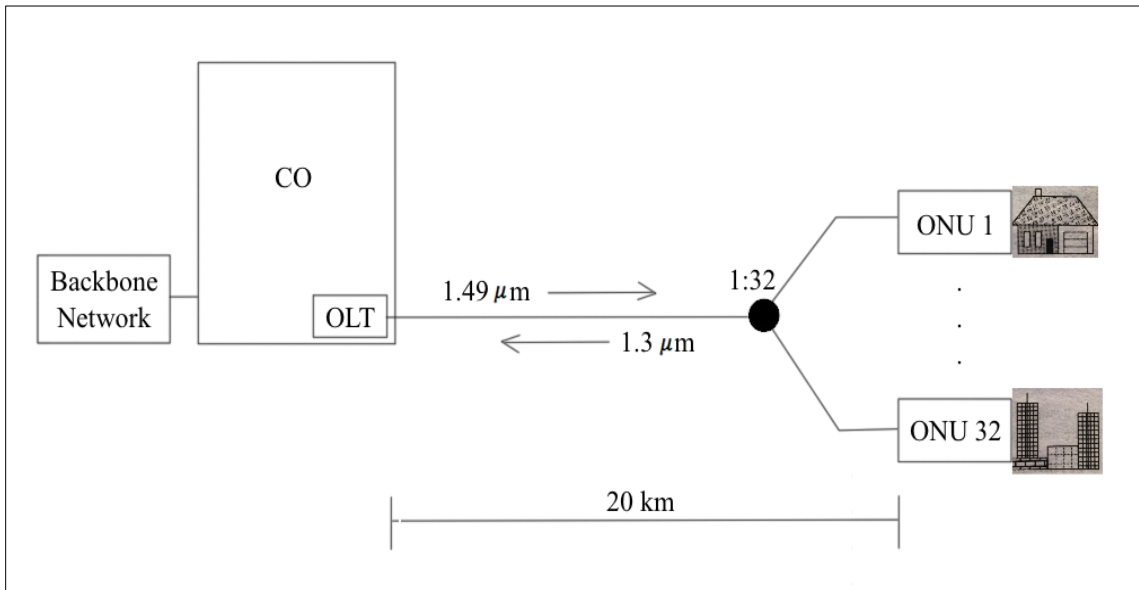 CO
Backbone
Network
OLT
1.49 μm
1.3 μm
1:32
ONU 1
ONU 32
20 km